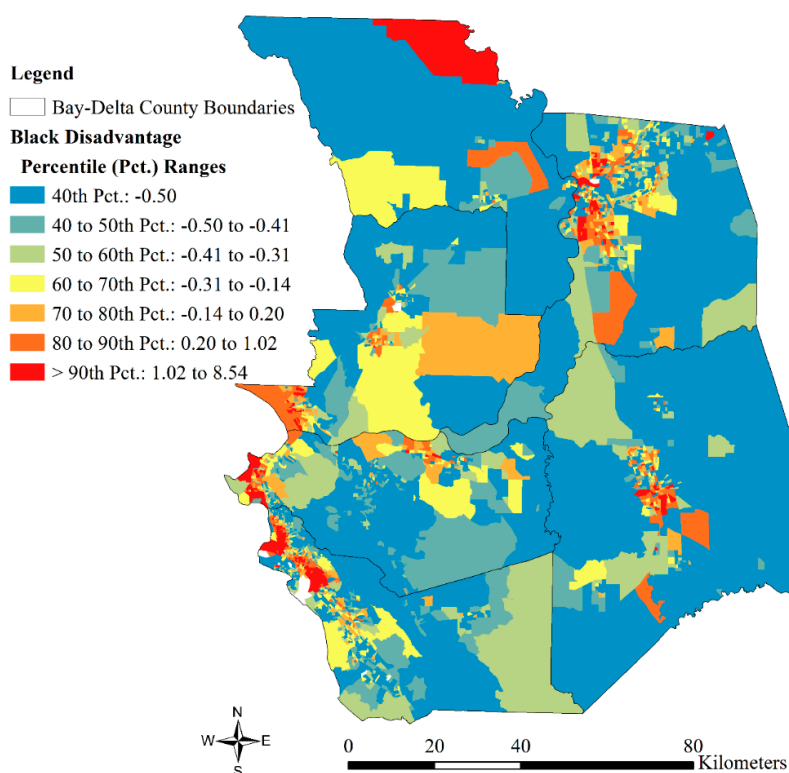 Legend
Bay-Delta County Boundaries
Black Disadvantage
Percentile (Pct.) Ranges
40th Pct.: -0.50
40 to 50th Pct.: -0.50 to -0.41
50 to 60th Pct.: -0.41 to -0.31
60 to 70th Pct.: -0.31 to -0.14
70 to 80th Pct.: -0.14 to 0.20
80 to 90th Pct.: 0.20 to 1.02
> 90th Pct.: 1.02 to 8.54
N
W E
S
0 20 40 80
Kilometers